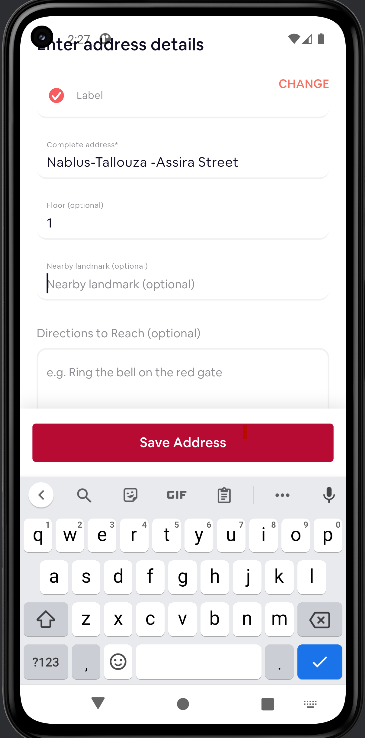 2:27
Enter address details
CHANGE
Label
Complete address*
Nablus-Tallouza -Assira Street
Floor (optional)
1
Nearby landmark (optional)
Nearby landmark (optional)
Directions to Reach (optional)
e.g. Ring the bell on the red gate
Save Address
GIF
q1 w2 e3 r4 t5 y6 u7 i8 o9 p0
a s d f g h j k l
z x c v b n m
?123 , .